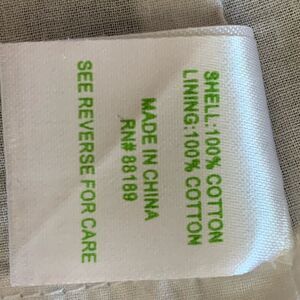 SHELL:100% COTTON
LINING:100% COTTON
MADE IN CHINA
RN# 88189
SEE REVERSE FOR CARE